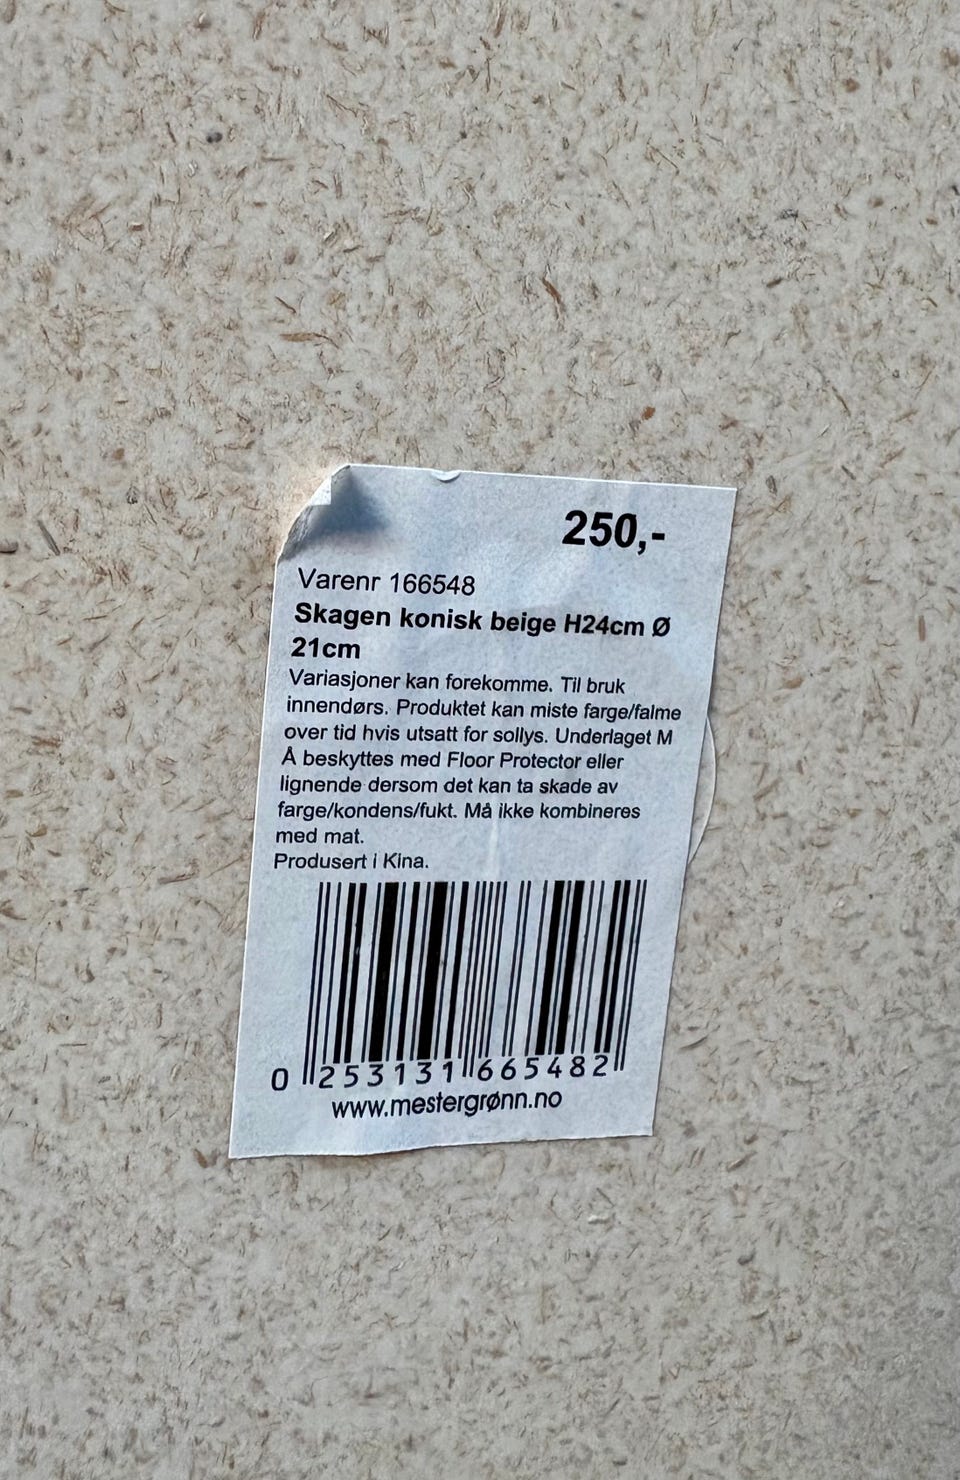 250,-
Varenr 166548
Skagen konisk beige H24cm Ø
21cm
Variasjoner kan forekomme. Til bruk
innendørs. Produktet kan miste farge/falme
over tid hvis utsatt for sollys. Underlaget M
Å beskyttes med Floor Protector eller
lignende dersom det kan ta skade av
farge/kondens/fukt. Må ikke kombineres
med mat.
Produsert i Kina.
0 253131 665482
www.mestergrønn.no